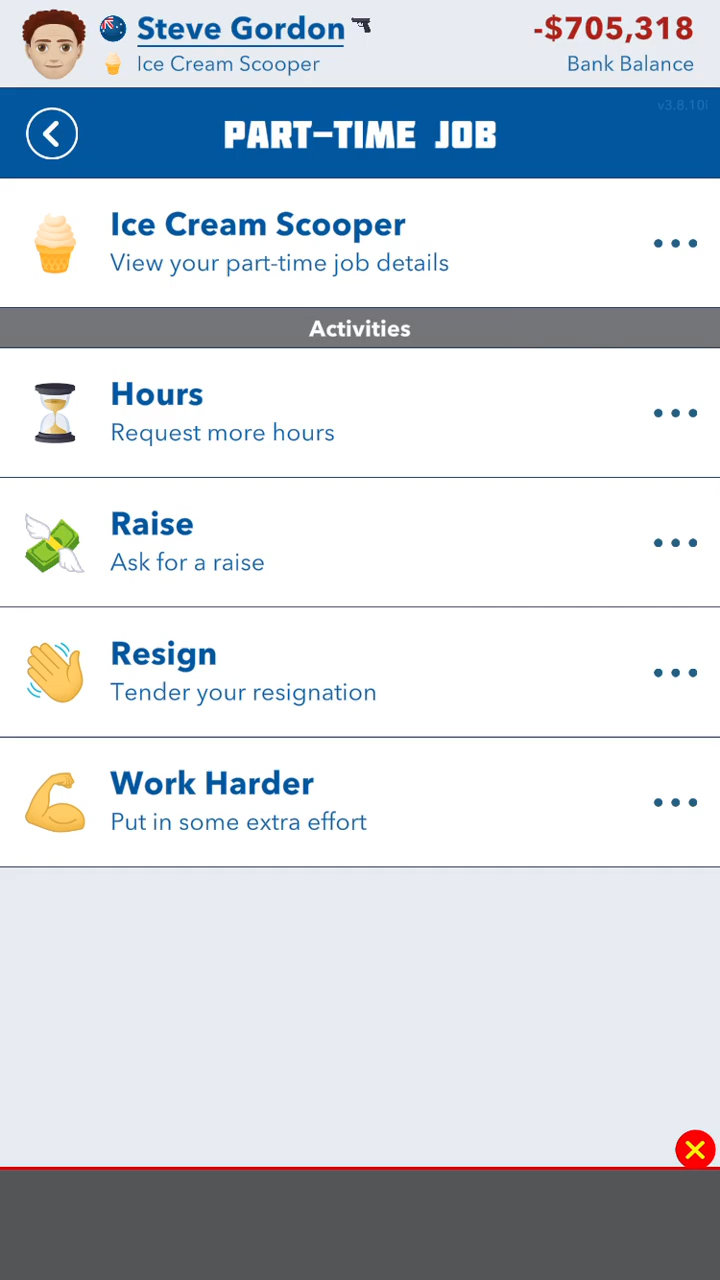 Steve Gordon
-$705,318
Ice Cream Scooper
Bank Balance
v3.8.10i
PART-TIME JOB
Ice Cream Scooper
View your part-time job details
Activities
Hours
Request more hours
Raise
Ask for a raise
Resign
Tender your resignation
Work Harder
Put in some extra effort